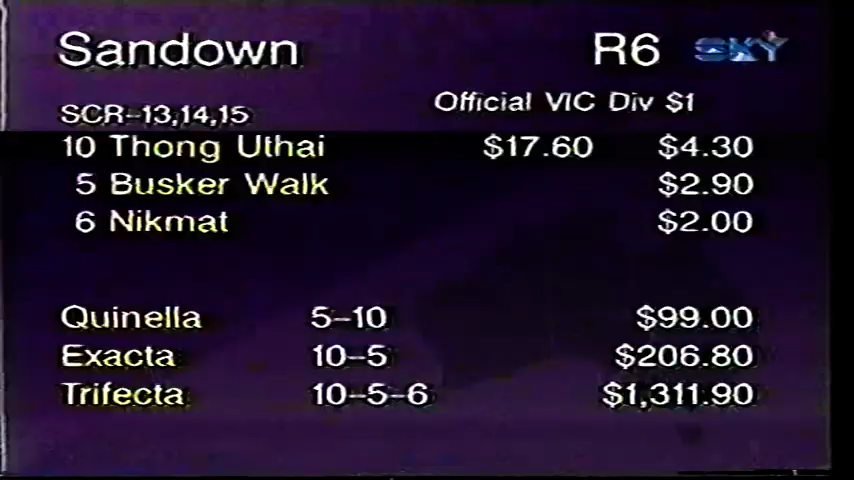 Sandown R6 SKY
SCR-13,14,15 Official VIC Div $1
10 Thong Uthai $17.60 $4.30
5 Busker Walk $2.90
6 Nikmat $2.00
Quinella 5-10 $99.00
Exacta 10-5 $206.80
Trifecta 10-5-6 $1,311.90